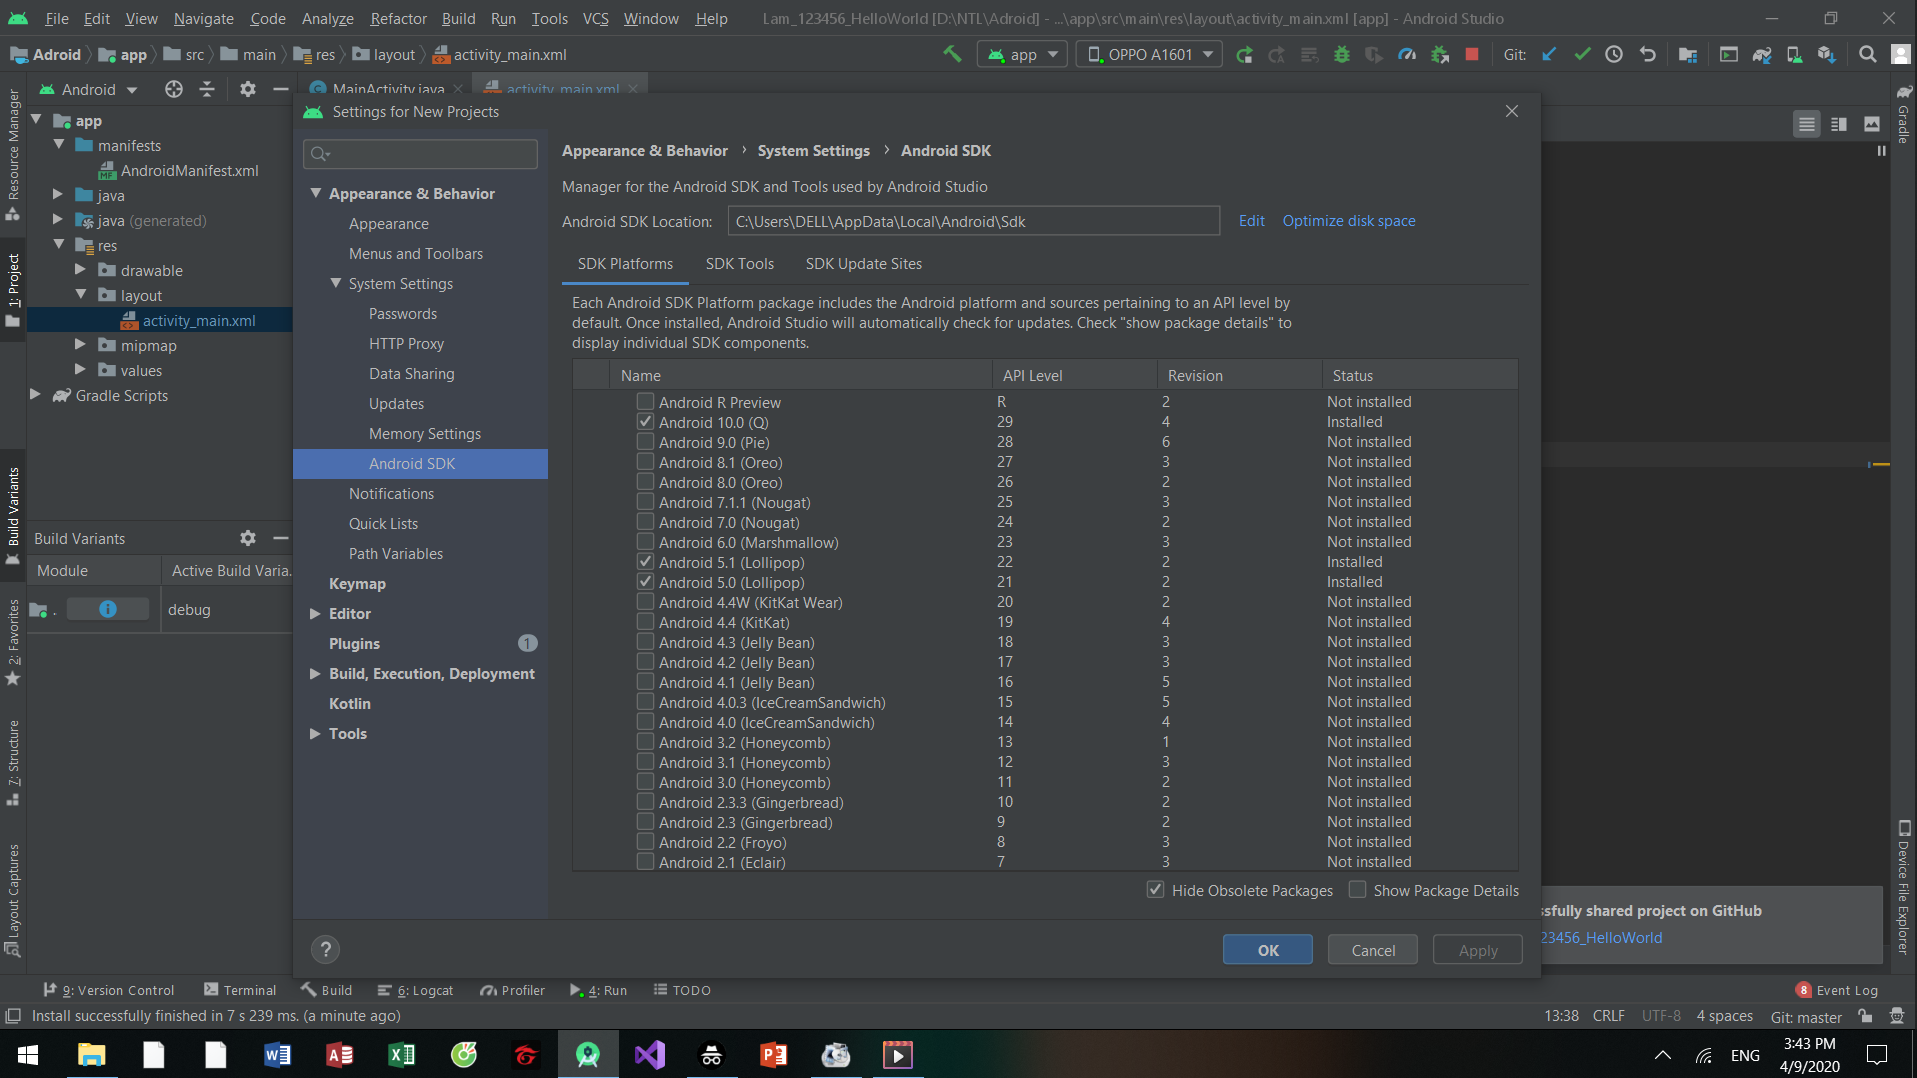 File Edit View Navigate Code Analyze Refactor Build Run Tools VCS Window Help Lam_123456_HelloWorld [D:\NTL\Adroid] - ...\app\src\main\res\layout\activity_main.xml [app] - Android Studio
Adroid app src main res layout activity_main.xml app OPPO A1601 Git:
Android MainActivity.java activity_main.xml
Resource Manager
1: Project
Build Variants
2: Favorites
7: Structure
Layout Captures
app
manifests
AndroidManifest.xml
java
java (generated)
res
drawable
layout
activity_main.xml
mipmap
values
Gradle Scripts
Build Variants
Module Active Build Varia.
. debug
Settings for New Projects
Appearance & Behavior
Appearance
Menus and Toolbars
System Settings
Passwords
HTTP Proxy
Data Sharing
Updates
Memory Settings
Android SDK
Notifications
Quick Lists
Path Variables
Keymap
Editor
Plugins 1
Build, Execution, Deployment
Kotlin
Tools
Appearance & Behavior › System Settings › Android SDK
Manager for the Android SDK and Tools used by Android Studio
Android SDK Location: C:\Users\DELL\AppData\Local\Android\Sdk Edit Optimize disk space
SDK Platforms SDK Tools SDK Update Sites
Each Android SDK Platform package includes the Android platform and sources pertaining to an API level by
default. Once installed, Android Studio will automatically check for updates. Check "show package details" to
display individual SDK components.
Name API Level Revision Status
Android R Preview R 2 Not installed
Android 10.0 (Q) 29 4 Installed
Android 9.0 (Pie) 28 6 Not installed
Android 8.1 (Oreo) 27 3 Not installed
Android 8.0 (Oreo) 26 2 Not installed
Android 7.1.1 (Nougat) 25 3 Not installed
Android 7.0 (Nougat) 24 2 Not installed
Android 6.0 (Marshmallow) 23 3 Not installed
Android 5.1 (Lollipop) 22 2 Installed
Android 5.0 (Lollipop) 21 2 Installed
Android 4.4W (KitKat Wear) 20 2 Not installed
Android 4.4 (KitKat) 19 4 Not installed
Android 4.3 (Jelly Bean) 18 3 Not installed
Android 4.2 (Jelly Bean) 17 3 Not installed
Android 4.1 (Jelly Bean) 16 5 Not installed
Android 4.0.3 (IceCreamSandwich) 15 5 Not installed
Android 4.0 (IceCreamSandwich) 14 4 Not installed
Android 3.2 (Honeycomb) 13 1 Not installed
Android 3.1 (Honeycomb) 12 3 Not installed
Android 3.0 (Honeycomb) 11 2 Not installed
Android 2.3.3 (Gingerbread) 10 2 Not installed
Android 2.3 (Gingerbread) 9 2 Not installed
Android 2.2 (Froyo) 8 3 Not installed
Android 2.1 (Eclair) 7 3 Not installed
Hide Obsolete Packages Show Package Details
? OK Cancel Apply
Gradle
Device File Explorer
ssfully shared project on GitHub
23456_HelloWorld
9: Version Control Terminal Build 6: Logcat Profiler 4: Run TODO 8 Event Log
Install successfully finished in 7 s 239 ms. (a minute ago) 13:38 CRLF UTF-8 4 spaces Git: master
ENG 3:43 PM
4/9/2020